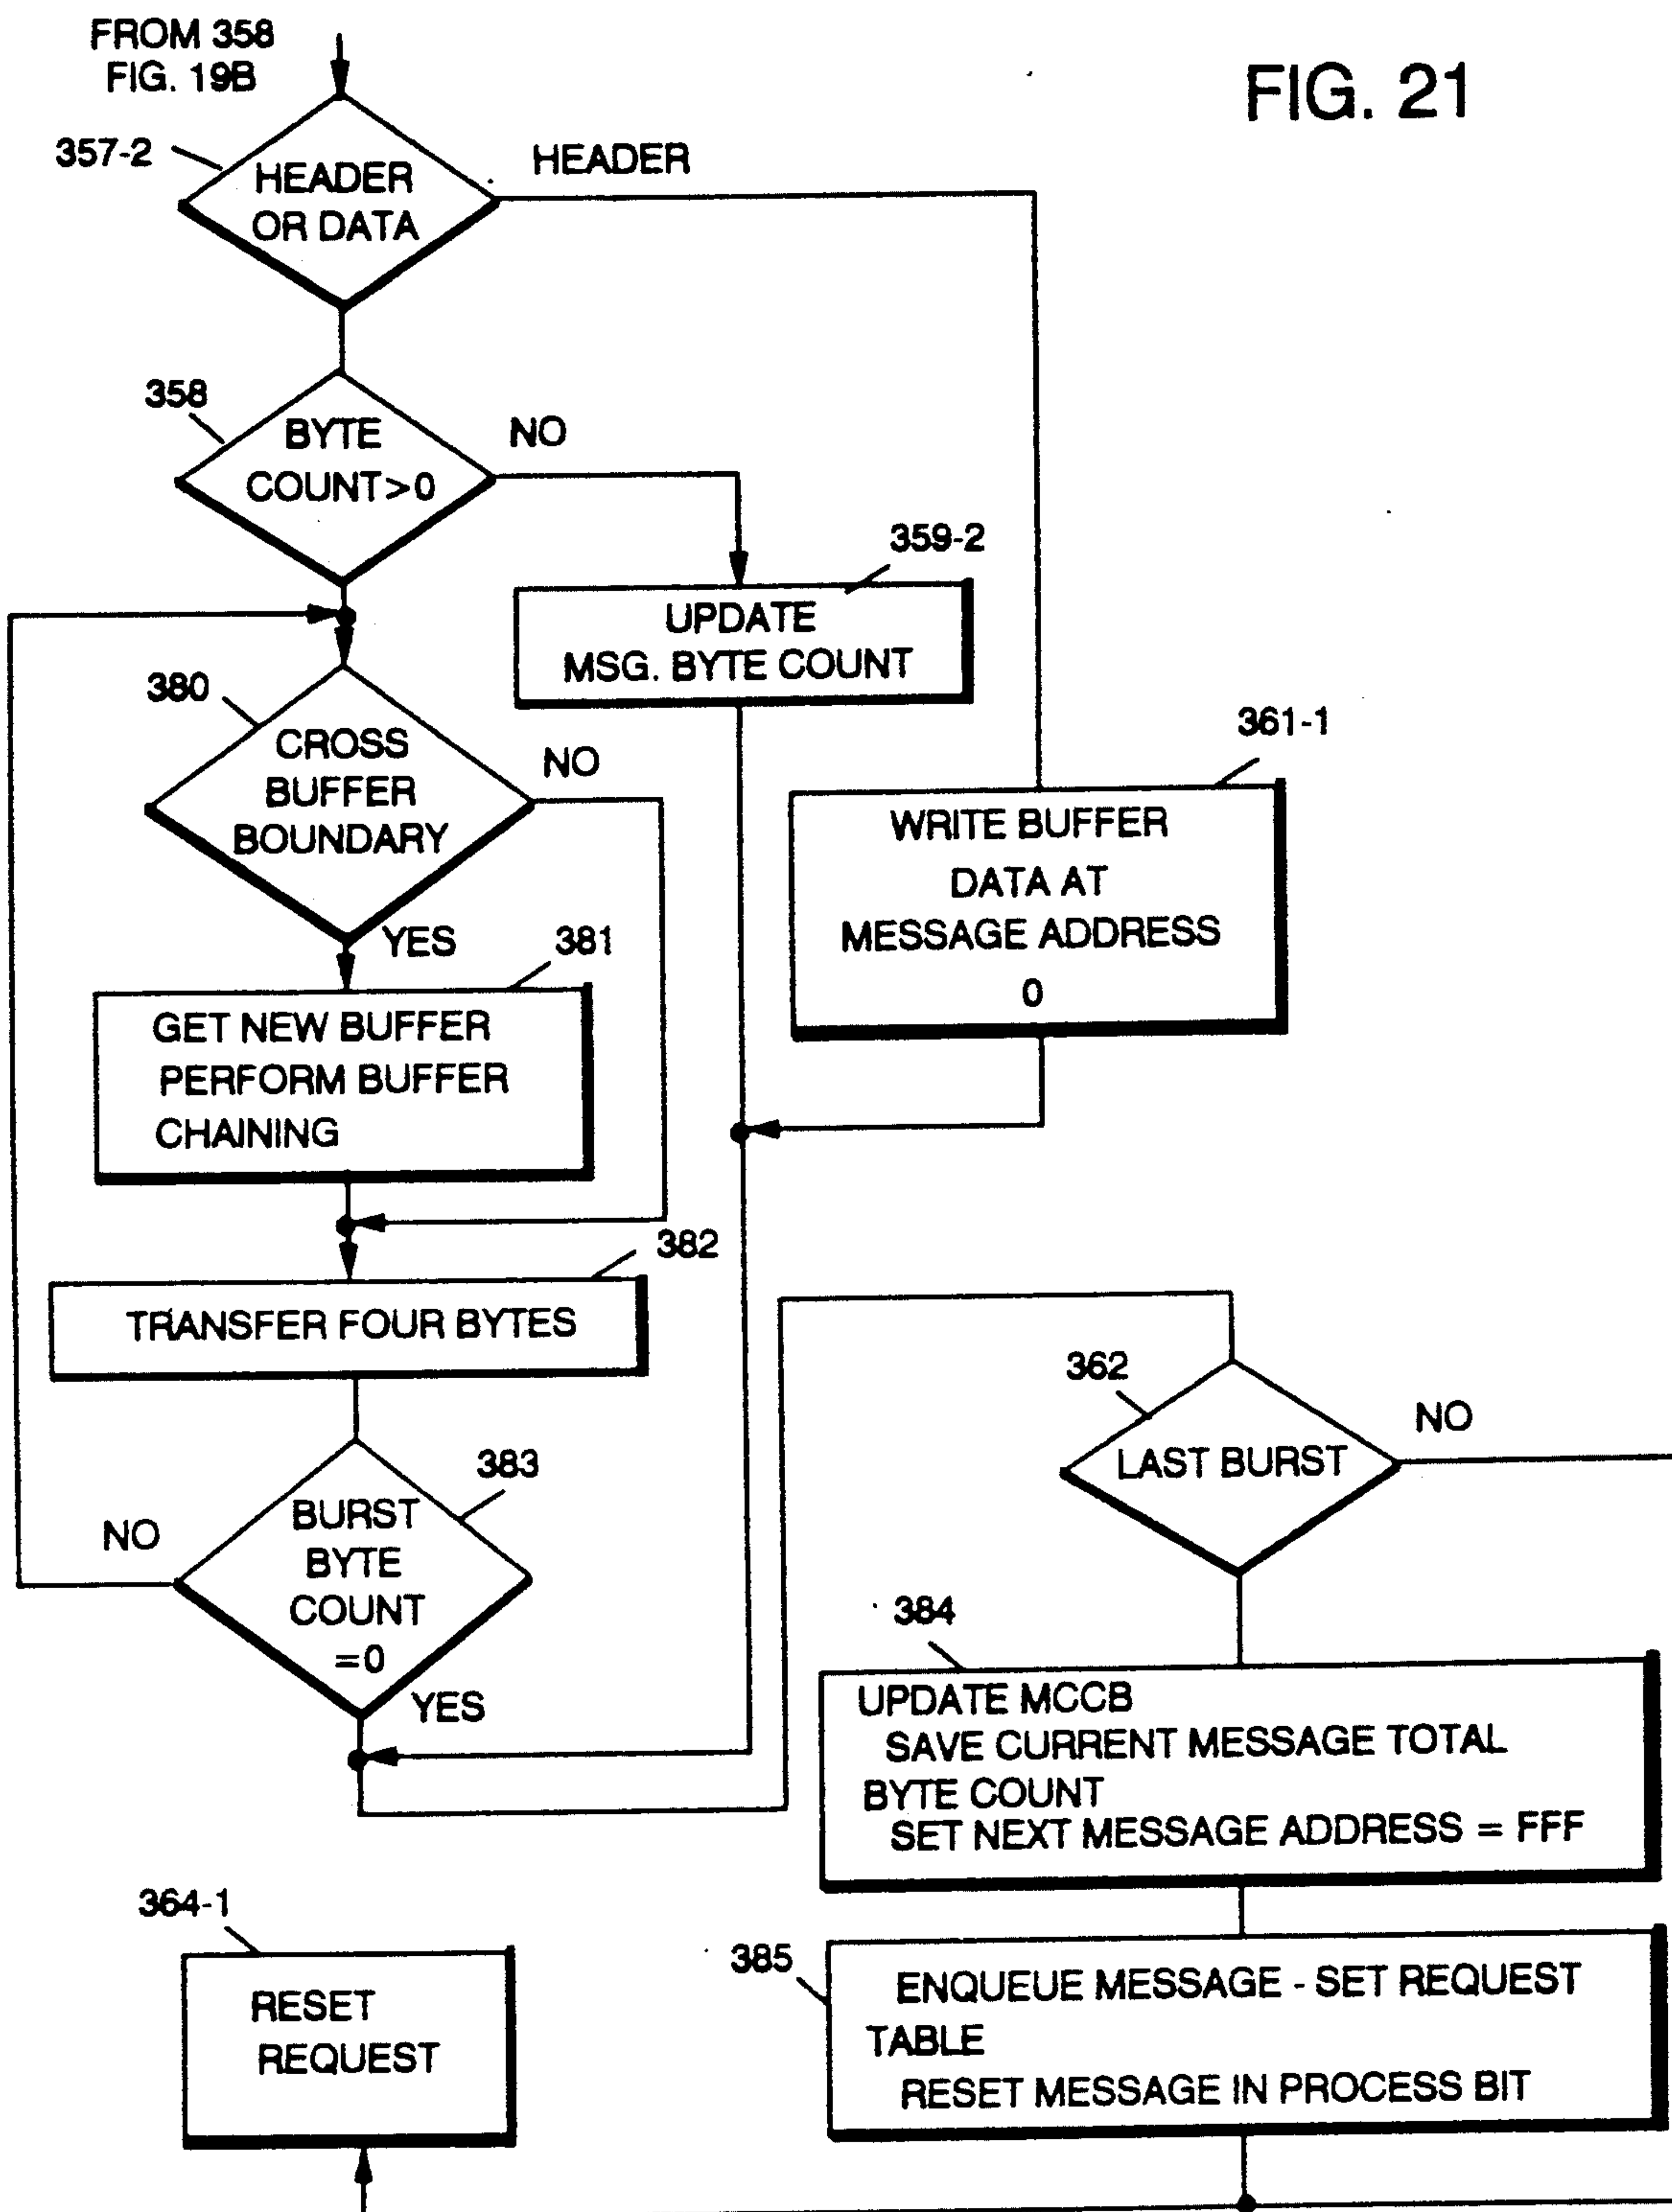 FROM 358
FIG. 19B
FIG. 21
357-2
HEADER
OR DATA
HEADER
358
BYTE
COUNT>0
NO
359-2
UPDATE
MSG. BYTE COUNT
380
CROSS
BUFFER
BOUNDARY
NO
YES
361-1
WRITE BUFFER
DATA AT
MESSAGE ADDRESS
0
381
GET NEW BUFFER
PERFORM BUFFER
CHAINING
382
TRANSFER FOUR BYTES
383
BURST
BYTE
COUNT
=0
NO
YES
362
LAST BURST
NO
384
UPDATE MCCB
SAVE CURRENT MESSAGE TOTAL
BYTE COUNT
SET NEXT MESSAGE ADDRESS = FFF
364-1
RESET
REQUEST
385
ENQUEUE MESSAGE - SET REQUEST
TABLE
RESET MESSAGE IN PROCESS BIT